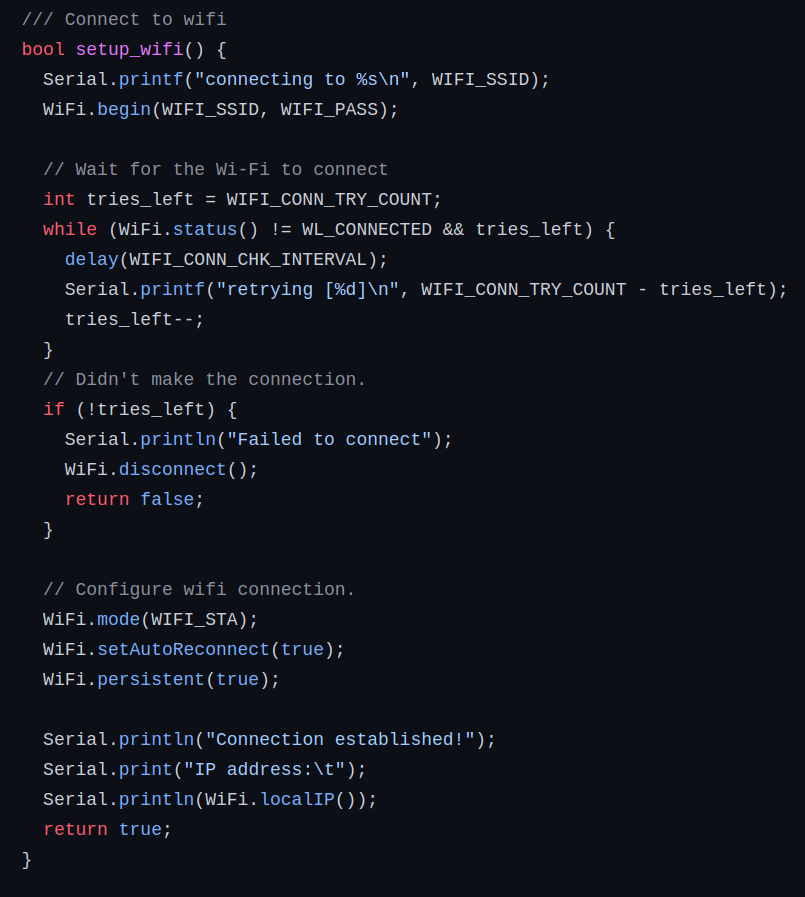 /// Connect to wifi
bool setup_wifi() {
  Serial.printf("connecting to %s\n", WIFI_SSID);
  WiFi.begin(WIFI_SSID, WIFI_PASS);

  // Wait for the Wi-Fi to connect
  int tries_left = WIFI_CONN_TRY_COUNT;
  while (WiFi.status() != WL_CONNECTED && tries_left) {
    delay(WIFI_CONN_CHK_INTERVAL);
    Serial.printf("retrying [%d]\n", WIFI_CONN_TRY_COUNT - tries_left);
    tries_left--;
  }
  // Didn't make the connection.
  if (!tries_left) {
    Serial.println("Failed to connect");
    WiFi.disconnect();
    return false;
  }

  // Configure wifi connection.
  WiFi.mode(WIFI_STA);
  WiFi.setAutoReconnect(true);
  WiFi.persistent(true);

  Serial.println("Connection established!");
  Serial.print("IP address:\t");
  Serial.println(WiFi.localIP());
  return true;
}